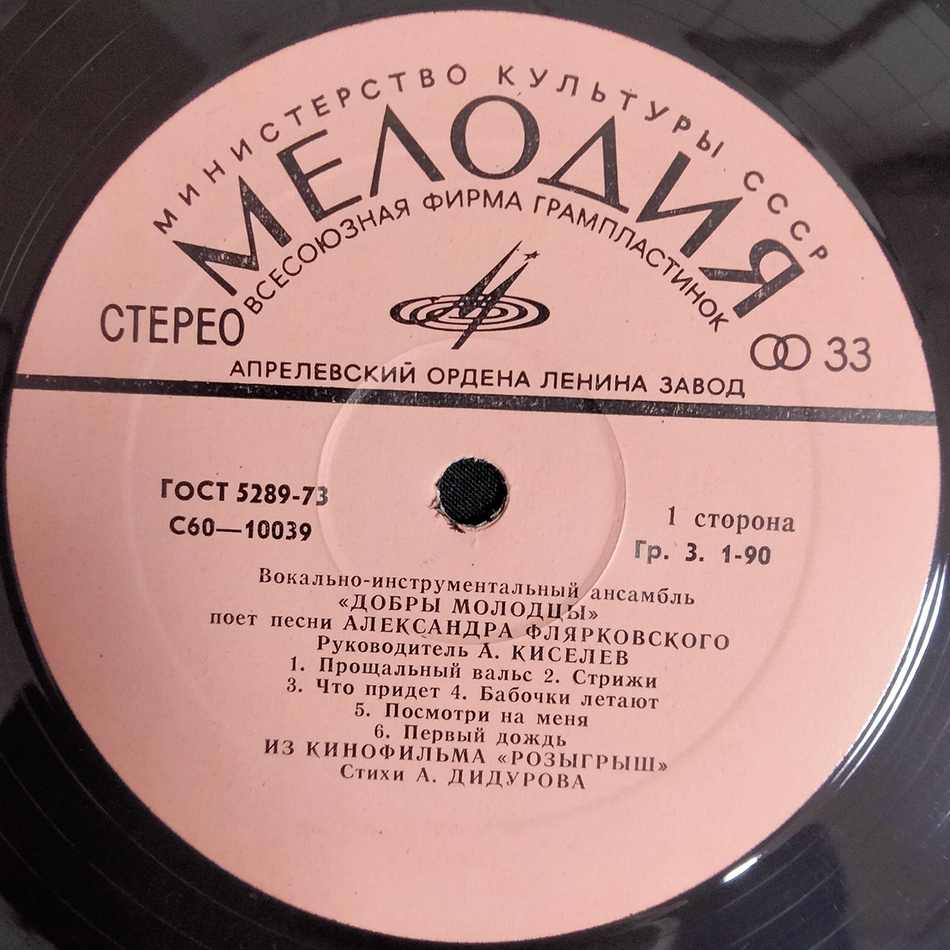 МИНИСТЕРСТВО КУЛЬТУРЫ СССР
МЕЛОДИЯ
ВСЕСОЮЗНАЯ ФИРМА ГРАМПЛАСТИНОК
СТЕРЕО
33
АПРЕЛЕВСКИЙ ОРДЕНА ЛЕНИНА ЗАВОД
ГОСТ 5289-73
С60—10039
1 сторона
Гр. 3. 1-90
Вокально-инструментальный ансамбль
«ДОБРЫ МОЛОДЦЫ»
поет песни АЛЕКСАНДРА ФЛЯРКОВСКОГО
Руководитель А. КИСЕЛЕВ
1. Прощальный вальс 2. Стрижи
3. Что придет 4. Бабочки летают
5. Посмотри на меня
6. Первый дождь
ИЗ КИНОФИЛЬМА «РОЗЫГРЫШ»
Стихи А. ДИДУРОВА